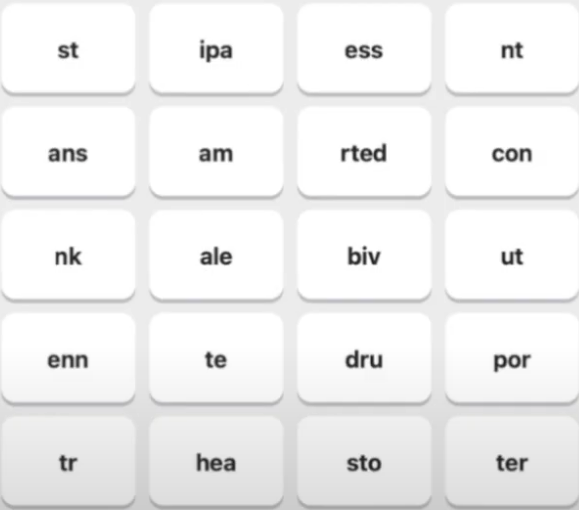 st ipa ess nt
ans am rted con
nk ale biv ut
enn te dru por
tr hea sto ter